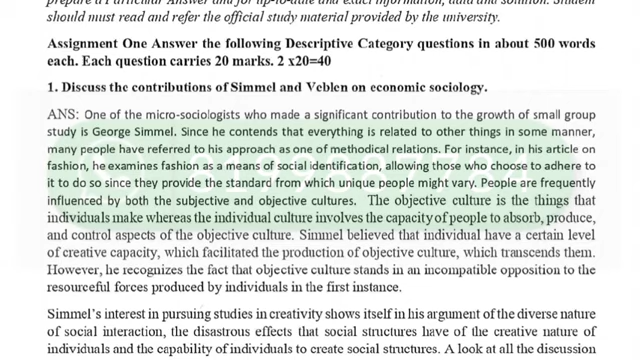 prepare a Particular Answer and for up-to-date and exact information, data and solution. Student
should must read and refer the official study material provided by the university.
Assignment One Answer the following Descriptive Category questions in about 500 words
each. Each question carries 20 marks. 2 x20=40
1. Discuss the contributions of Simmel and Veblen on economic sociology.
ANS: One of the micro-sociologists who made a significant contribution to the growth of small group
study is George Simmel. Since he contends that everything is related to other things in some manner,
many people have referred to his approach as one of methodical relations. For instance, in his article on
fashion, he examines fashion as a means of social identification, allowing those who choose to adhere to
it to do so since they provide the standard from which unique people might vary. People are frequently
influenced by both the subjective and objective cultures. The objective culture is the things that
individuals make whereas the individual culture involves the capacity of people to absorb, produce,
and control aspects of the objective culture. Simmel believed that individual have a certain level
of creative capacity, which facilitated the production of objective culture, which transcends them.
However, he recognizes the fact that objective culture stands in an incompatible opposition to the
resourceful forces produced by individuals in the first instance.
Simmel's interest in pursuing studies in creativity shows itself in his argument of the diverse nature
of social interaction, the disastrous effects that social structures have of the creative nature of
individuals and the capability of individuals to create social structures. A look at all the discussion